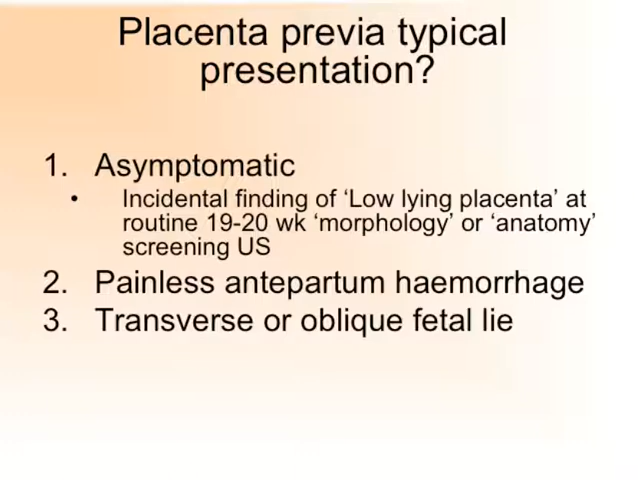 Placenta previa typical
presentation?
1. Asymptomatic
• Incidental finding of ‘Low lying placenta’ at
routine 19-20 wk ‘morphology’ or ‘anatomy’
screening US
2. Painless antepartum haemorrhage
3. Transverse or oblique fetal lie